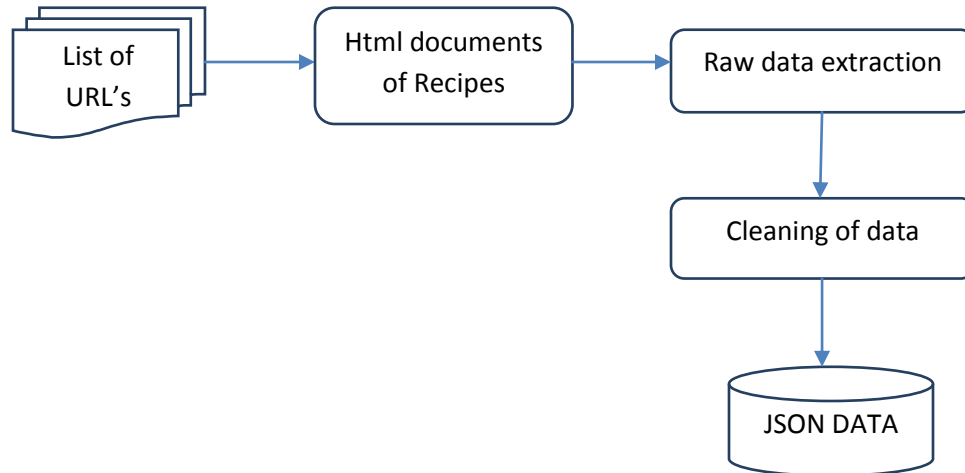 List of
URL’s
Html documents
of Recipes
Raw data extraction
Cleaning of data
JSON DATA